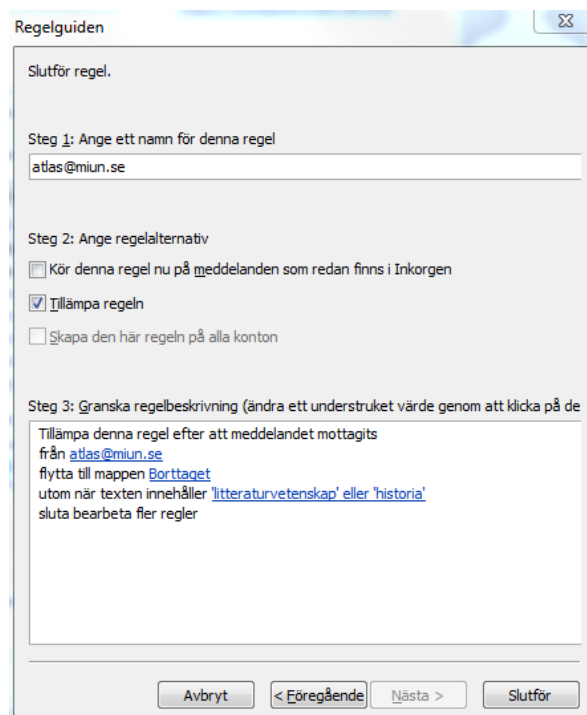 Regelguiden
Slutför regel.
Steg 1: Ange ett namn för denna regel
atlas@miun.se
Steg 2: Ange regelalternativ
Kör denna regel nu på meddelanden som redan finns i Inkorgen
Tillämpa regeln
Skapa den här regeln på alla konton
Steg 3: Granska regelbeskrivning (ändra ett understruket värde genom att klicka på de
Tillämpa denna regel efter att meddelandet mottagits
från atlas@miun.se
flytta till mappen Borttaget
utom när texten innehåller 'litteraturvetenskap' eller 'historia'
sluta bearbeta fler regler
Avbryt < Föregående Nästa > Slutför